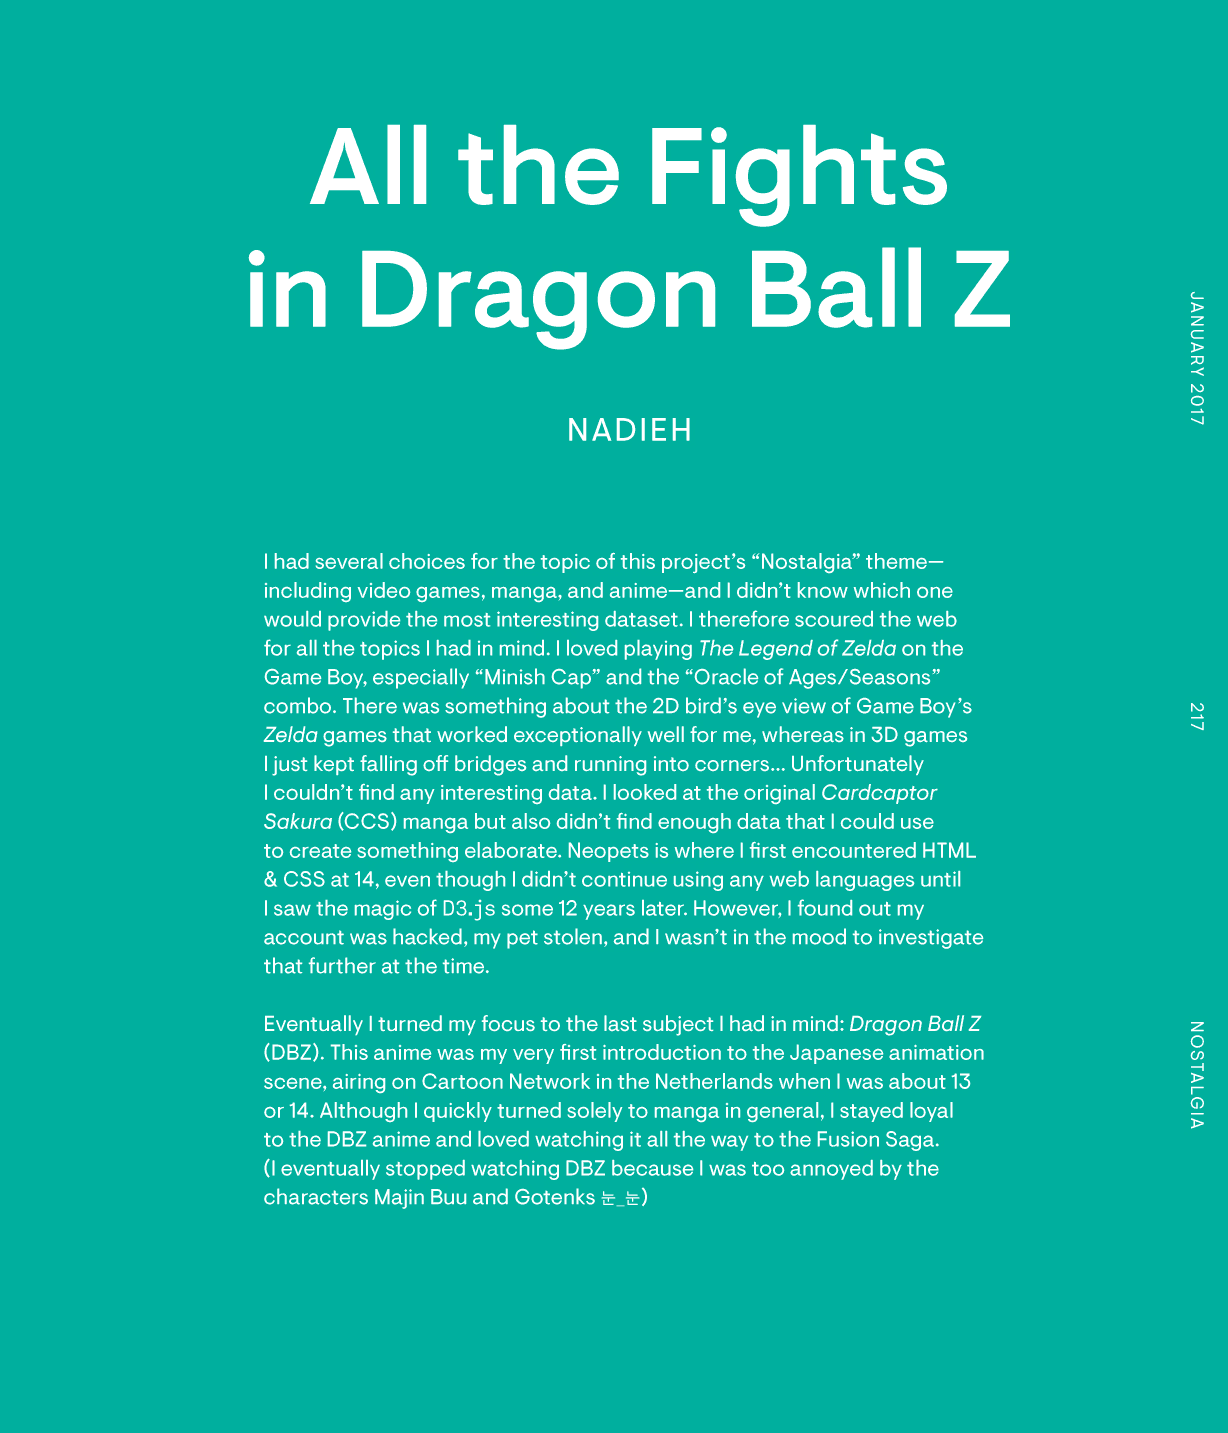 All the Fights
in Dragon Ball Z
NADIEH
I had several choices for the topic of this project’s “Nostalgia” theme—
including video games, manga, and anime—and I didn’t know which one
would provide the most interesting dataset. I therefore scoured the web
for all the topics I had in mind. I loved playing The Legend of Zelda on the
Game Boy, especially “Minish Cap” and the “Oracle of Ages/Seasons”
combo. There was something about the 2D bird’s eye view of Game Boy’s
Zelda games that worked exceptionally well for me, whereas in 3D games
I just kept falling off bridges and running into corners... Unfortunately
I couldn’t find any interesting data. I looked at the original Cardcaptor
Sakura (CCS) manga but also didn’t find enough data that I could use
to create something elaborate. Neopets is where I first encountered HTML
& CSS at 14, even though I didn’t continue using any web languages until
I saw the magic of D3.js some 12 years later. However, I found out my
account was hacked, my pet stolen, and I wasn’t in the mood to investigate
that further at the time.
Eventually I turned my focus to the last subject I had in mind: Dragon Ball Z
(DBZ). This anime was my very first introduction to the Japanese animation
scene, airing on Cartoon Network in the Netherlands when I was about 13
or 14. Although I quickly turned solely to manga in general, I stayed loyal
to the DBZ anime and loved watching it all the way to the Fusion Saga.
(I eventually stopped watching DBZ because I was too annoyed by the
characters Majin Buu and Gotenks 눈_눈)
JANUARY 2017
217
NOSTALGIA